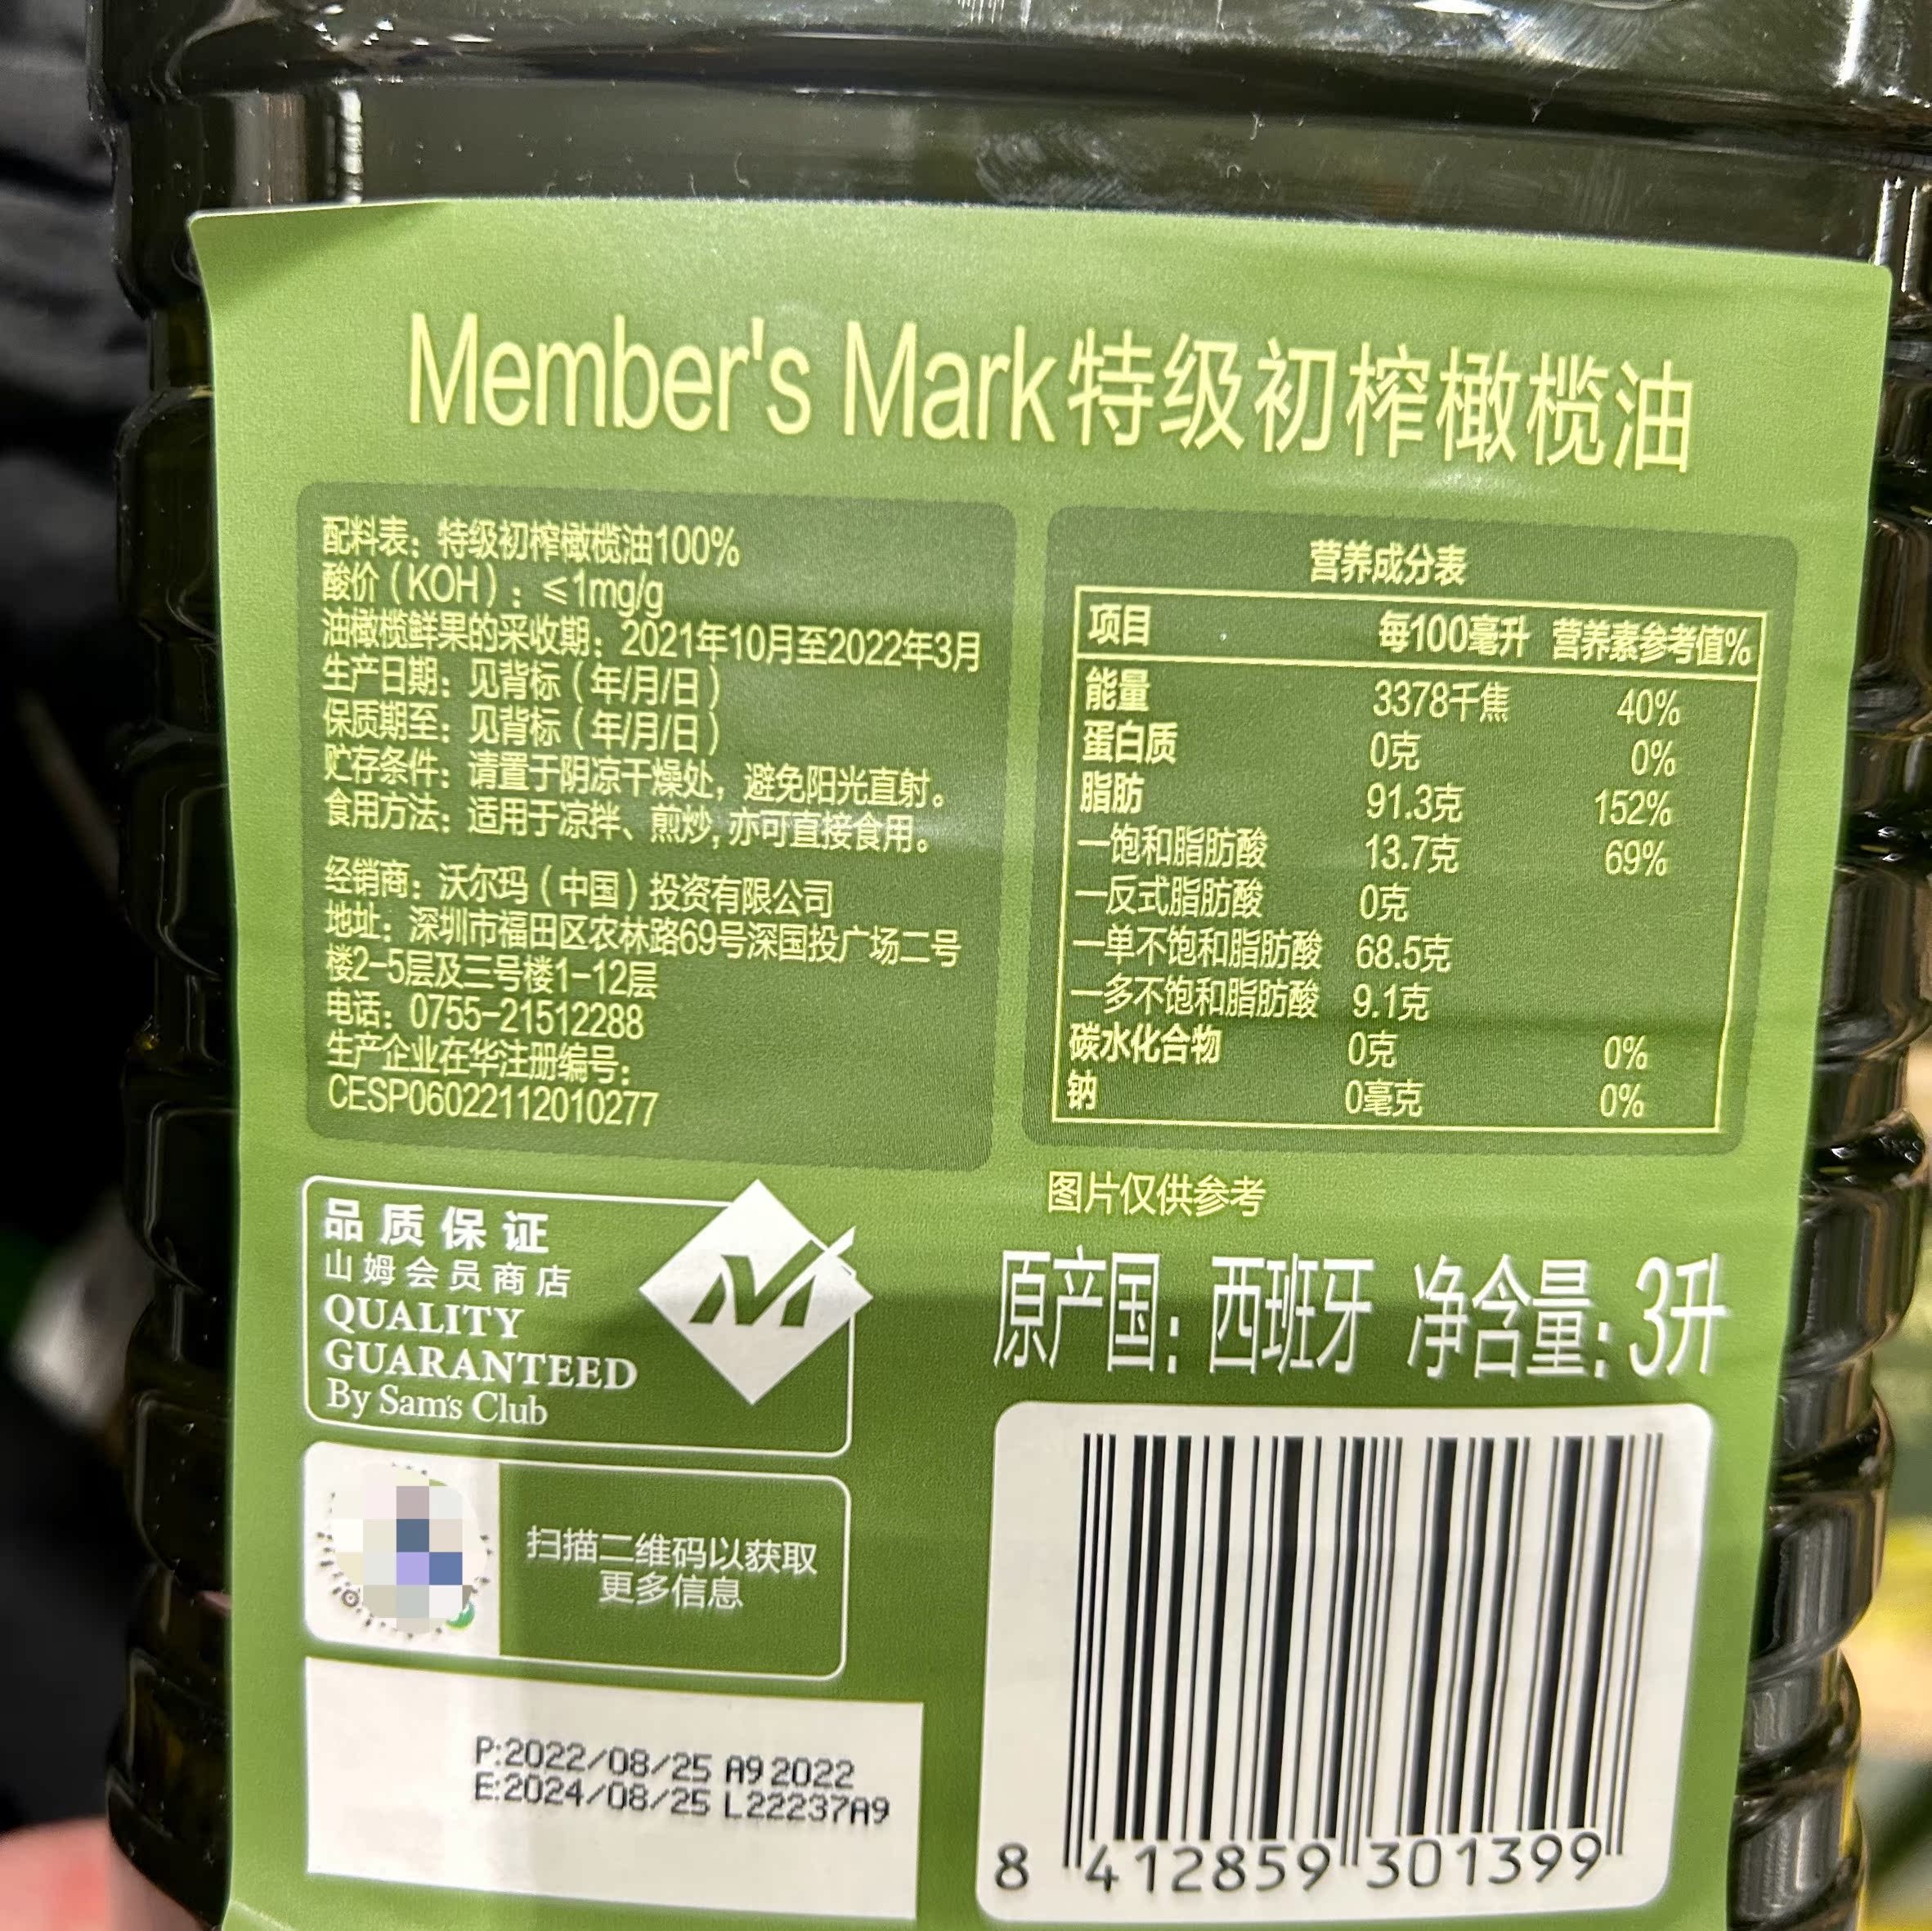 Member's Mark特级初榨橄榄油
配料表：特级初榨橄榄油100%
酸价（KOH）：≤1mg/g
油橄榄鲜果的采收期：2021年10月至2022年3月
生产日期：见背标（年/月/日）
保质期至：见背标（年/月/日）
贮存条件：请置于阴凉干燥处，避免阳光直射。
食用方法：适用于凉拌、煎炒，亦可直接食用。
经销商：沃尔玛（中国）投资有限公司
地址：深圳市福田区农林路69号深国投广场二号
楼2-5层及三号楼1-12层
电话：0755-21512288
生产企业在华注册编号：
CESP06022112010277
营养成分表
项目 每100毫升 营养素参考值%
能量 3378千焦 40%
蛋白质 0克 0%
脂肪 91.3克 152%
—饱和脂肪酸 13.7克 69%
—反式脂肪酸 0克
—单不饱和脂肪酸 68.5克
—多不饱和脂肪酸 9.1克
碳水化合物 0克 0%
钠 0毫克 0%
图片仅供参考
品质保证
山姆会员商店
QUALITY
GUARANTEED
By Sam's Club
原产国：西班牙 净含量：3升
扫描二维码以获取
更多信息
P:2022/08/25 A9 2022
E:2024/08/25 L22237A9
8 412859 301399